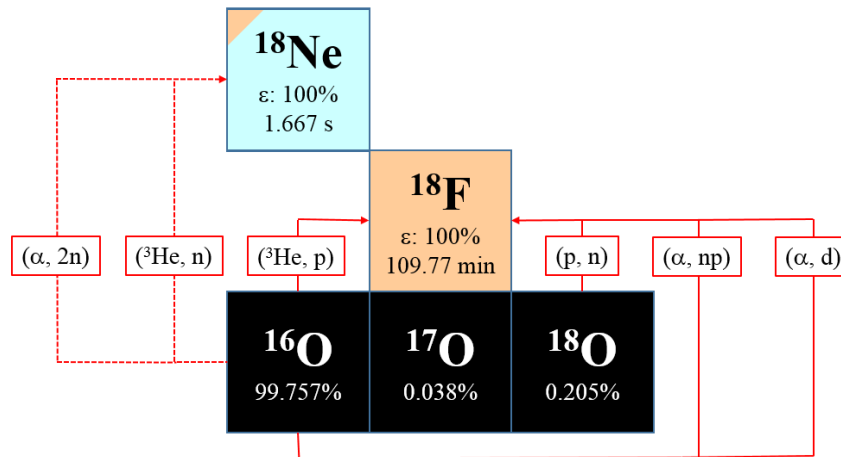 ¹⁸Ne
ε: 100%
1.667 s
¹⁸F
ε: 100%
109.77 min
(α, 2n)
(³He, n)
(³He, p)
(p, n)
(α, np)
(α, d)
¹⁶O
99.757%
¹⁷O
0.038%
¹⁸O
0.205%